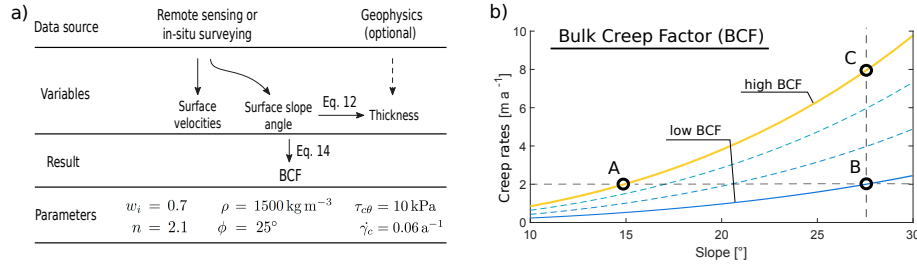 a)
Data source
Remote sensing or
in-situ surveying
Geophysics
(optional)
Variables
Surface
velocities
Surface slope
angle
Eq. 12
Thickness
Result
Eq. 14
BCF
Parameters
w_i = 0.7
ρ = 1500 kg m⁻³
τ_cθ = 10 kPa
n = 2.1
ϕ = 25°
γ̇_c = 0.06 a⁻¹
b)
Bulk Creep Factor (BCF)
Creep rates [m a⁻¹]
10
8
6
4
2
0
C
high BCF
low BCF
A
B
10
15
20
25
30
Slope [°]